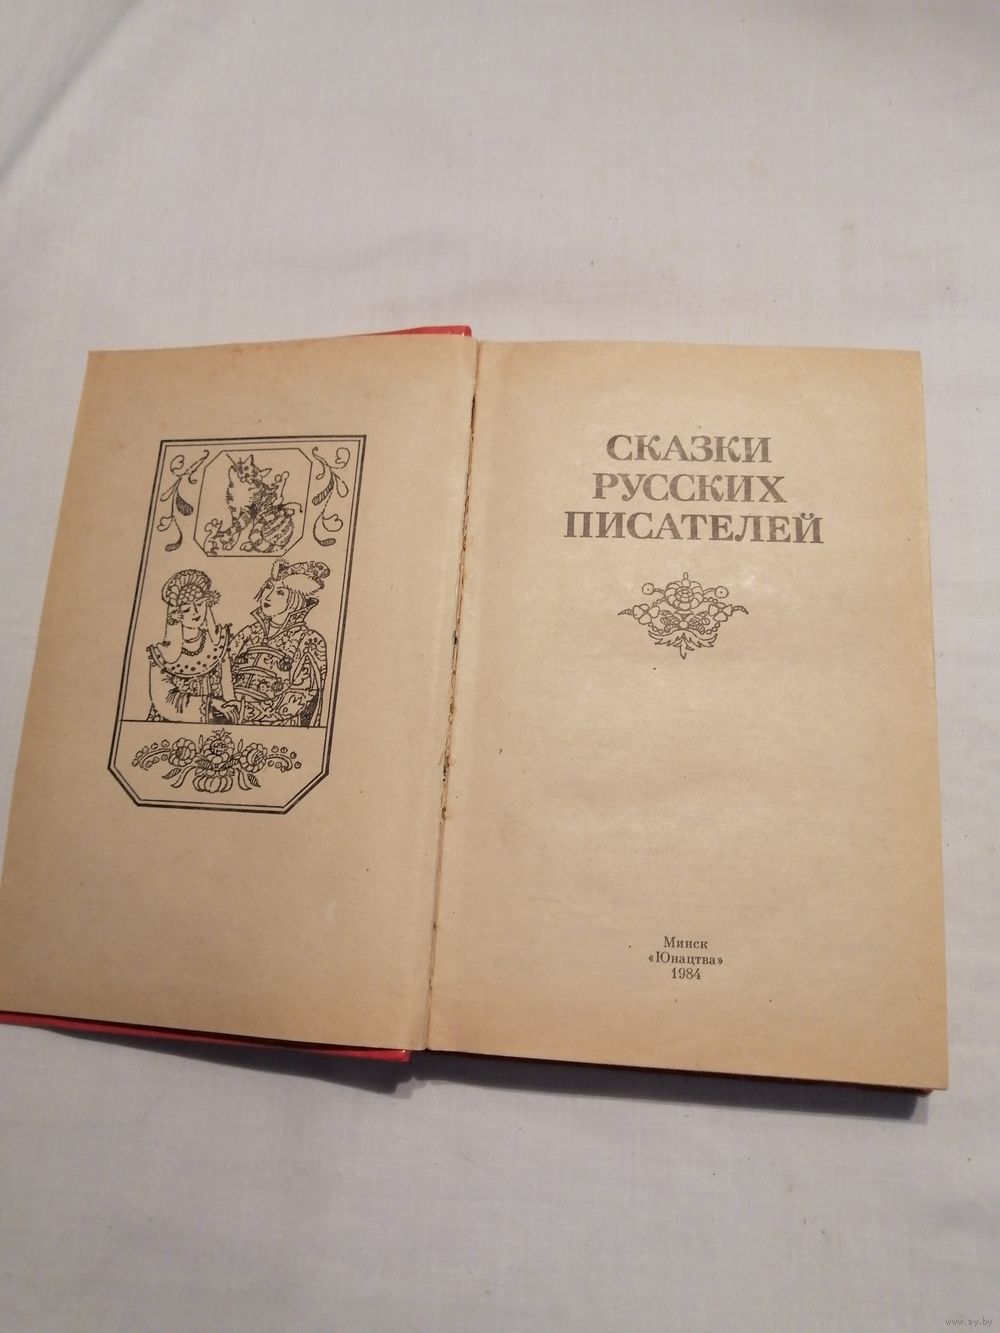 СКАЗКИ
РУССКИХ
ПИСАТЕЛЕЙ
Минск
«Юнацтва»
1984
www.ay.by